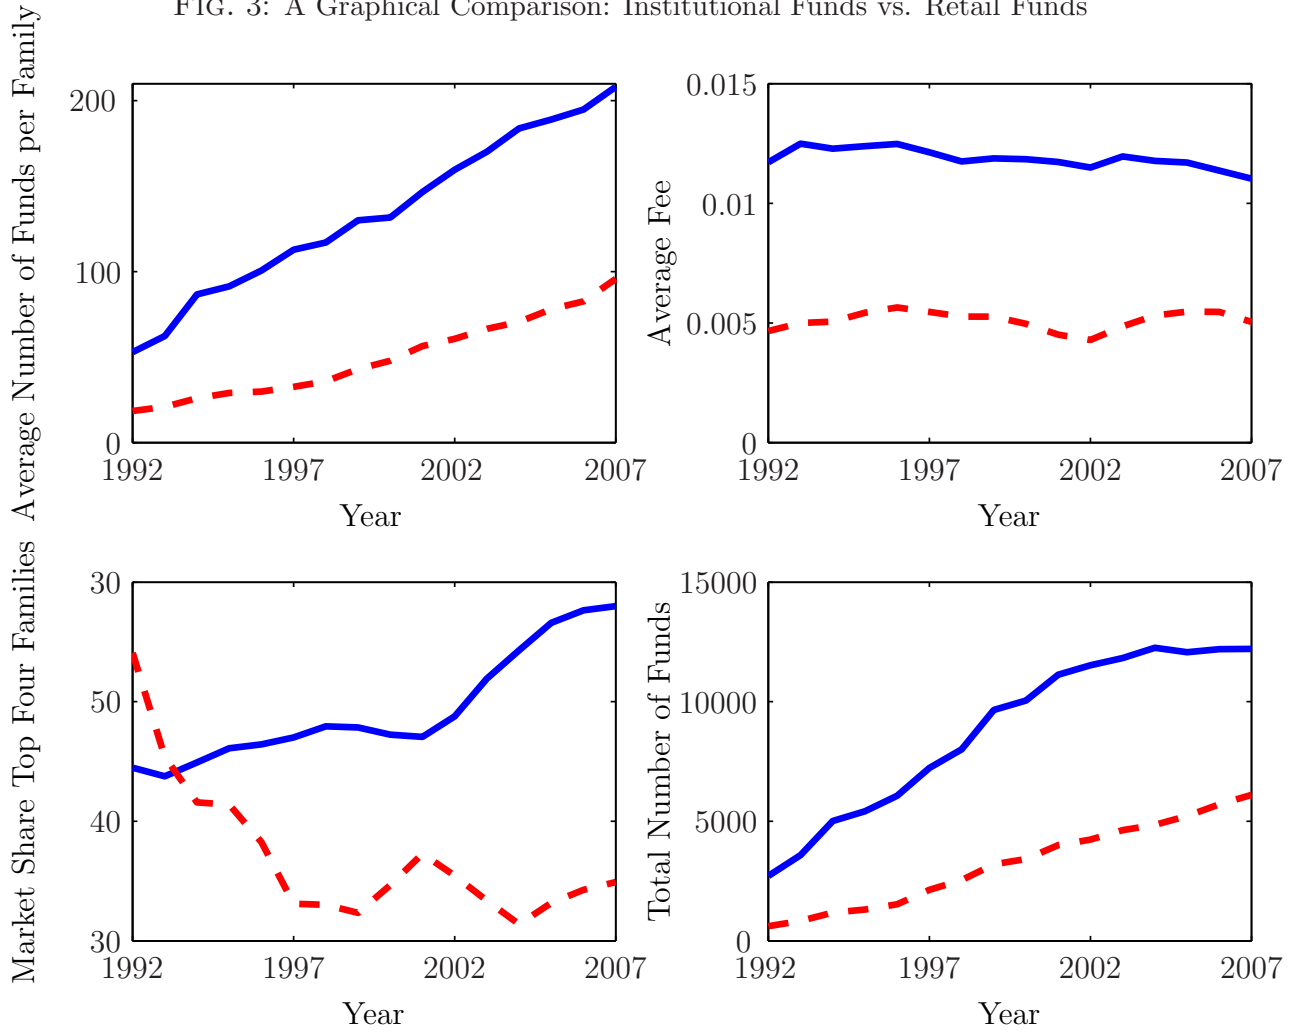 FIG. 3: A Graphical Comparison: Institutional Funds vs. Retail Funds
Average Number of Funds per Family
200
100
0
1992 1997 2002 2007
Year
Average Fee
0.015
0.01
0.005
0
1992 1997 2002 2007
Year
Market Share Top Four Families
30
50
40
30
1992 1997 2002 2007
Year
Total Number of Funds
15000
10000
5000
0
1992 1997 2002 2007
Year